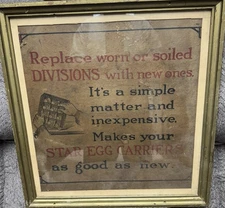 Replace worn or soiled
DIVISIONS with new ones.
It's a simple
matter and
inexpensive.
Makes your
STAR EGG CARRIERS
as good as new.